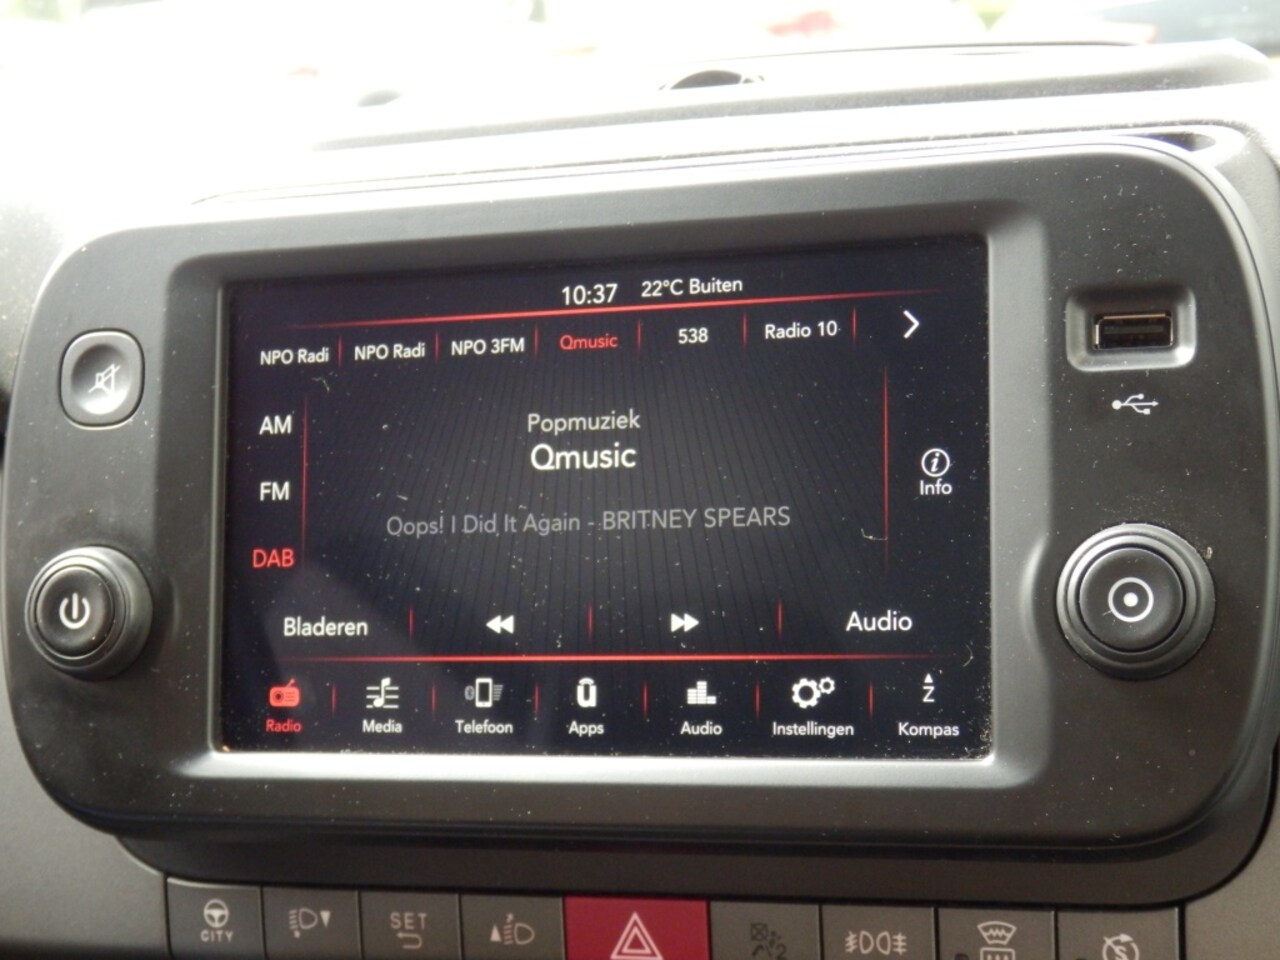 10:37 22°C Buiten
NPO Radi NPO Radi NPO 3FM Qmusic 538 Radio 10
AM
Popmuziek
Qmusic
FM
Info
Oops! I Did It Again - BRITNEY SPEARS
DAB
Bladeren Audio
Radio Media Telefoon Apps Audio Instellingen Kompas
CITY SET